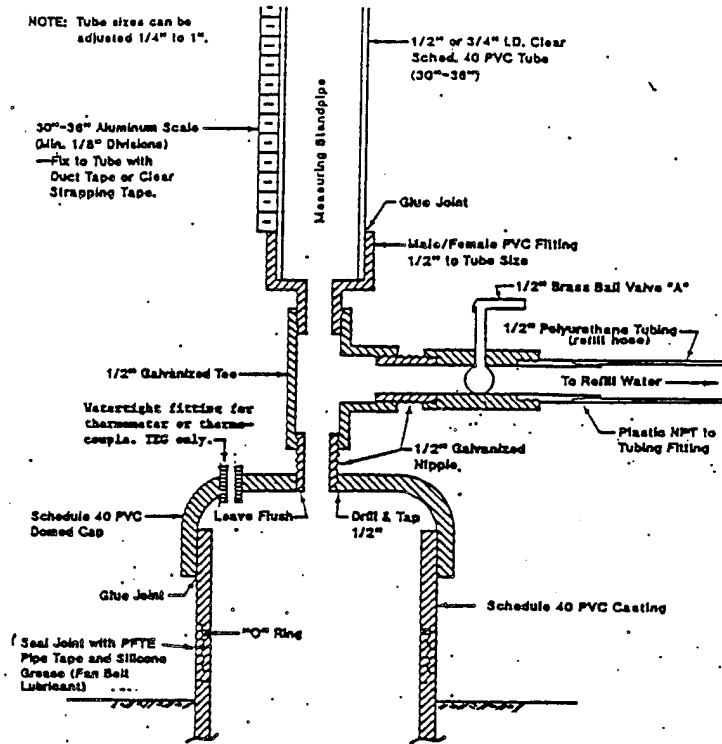 NOTE: Tube sizes can be
adjusted 1/4" to 1".
1/2" or 3/4" I.D. Clear
Sched. 40 PVC Tube
(30"-36")
30"-36" Aluminum Scale
(Min. 1/8" Divisions)
—Fix to Tube with
Duct Tape or Clear
Strapping Tape.
Measuring Standpipe
Glue Joint
Male/Female PVC Fitting
1/2" to Tube Size
1/2" Brass Ball Valve "A"
1/2" Polyurethane Tubing
(refill hose)
1/2" Galvanized Tee
To Refill Water
Watertight fitting for
thermometer or thermo-
couple. TEG only.
Plastic NPT to
Tubing Fitting
1/2" Galvanized
Nipple.
Schedule 40 PVC
Domed Cap
Leave Flush
Drill & Tap
1/2"
Glue Joint
Schedule 40 PVC Casting
"O" Ring
Seal Joint with PFTE
Pipe Tape and Silicone
Grease (Fan Belt
Lubricant)